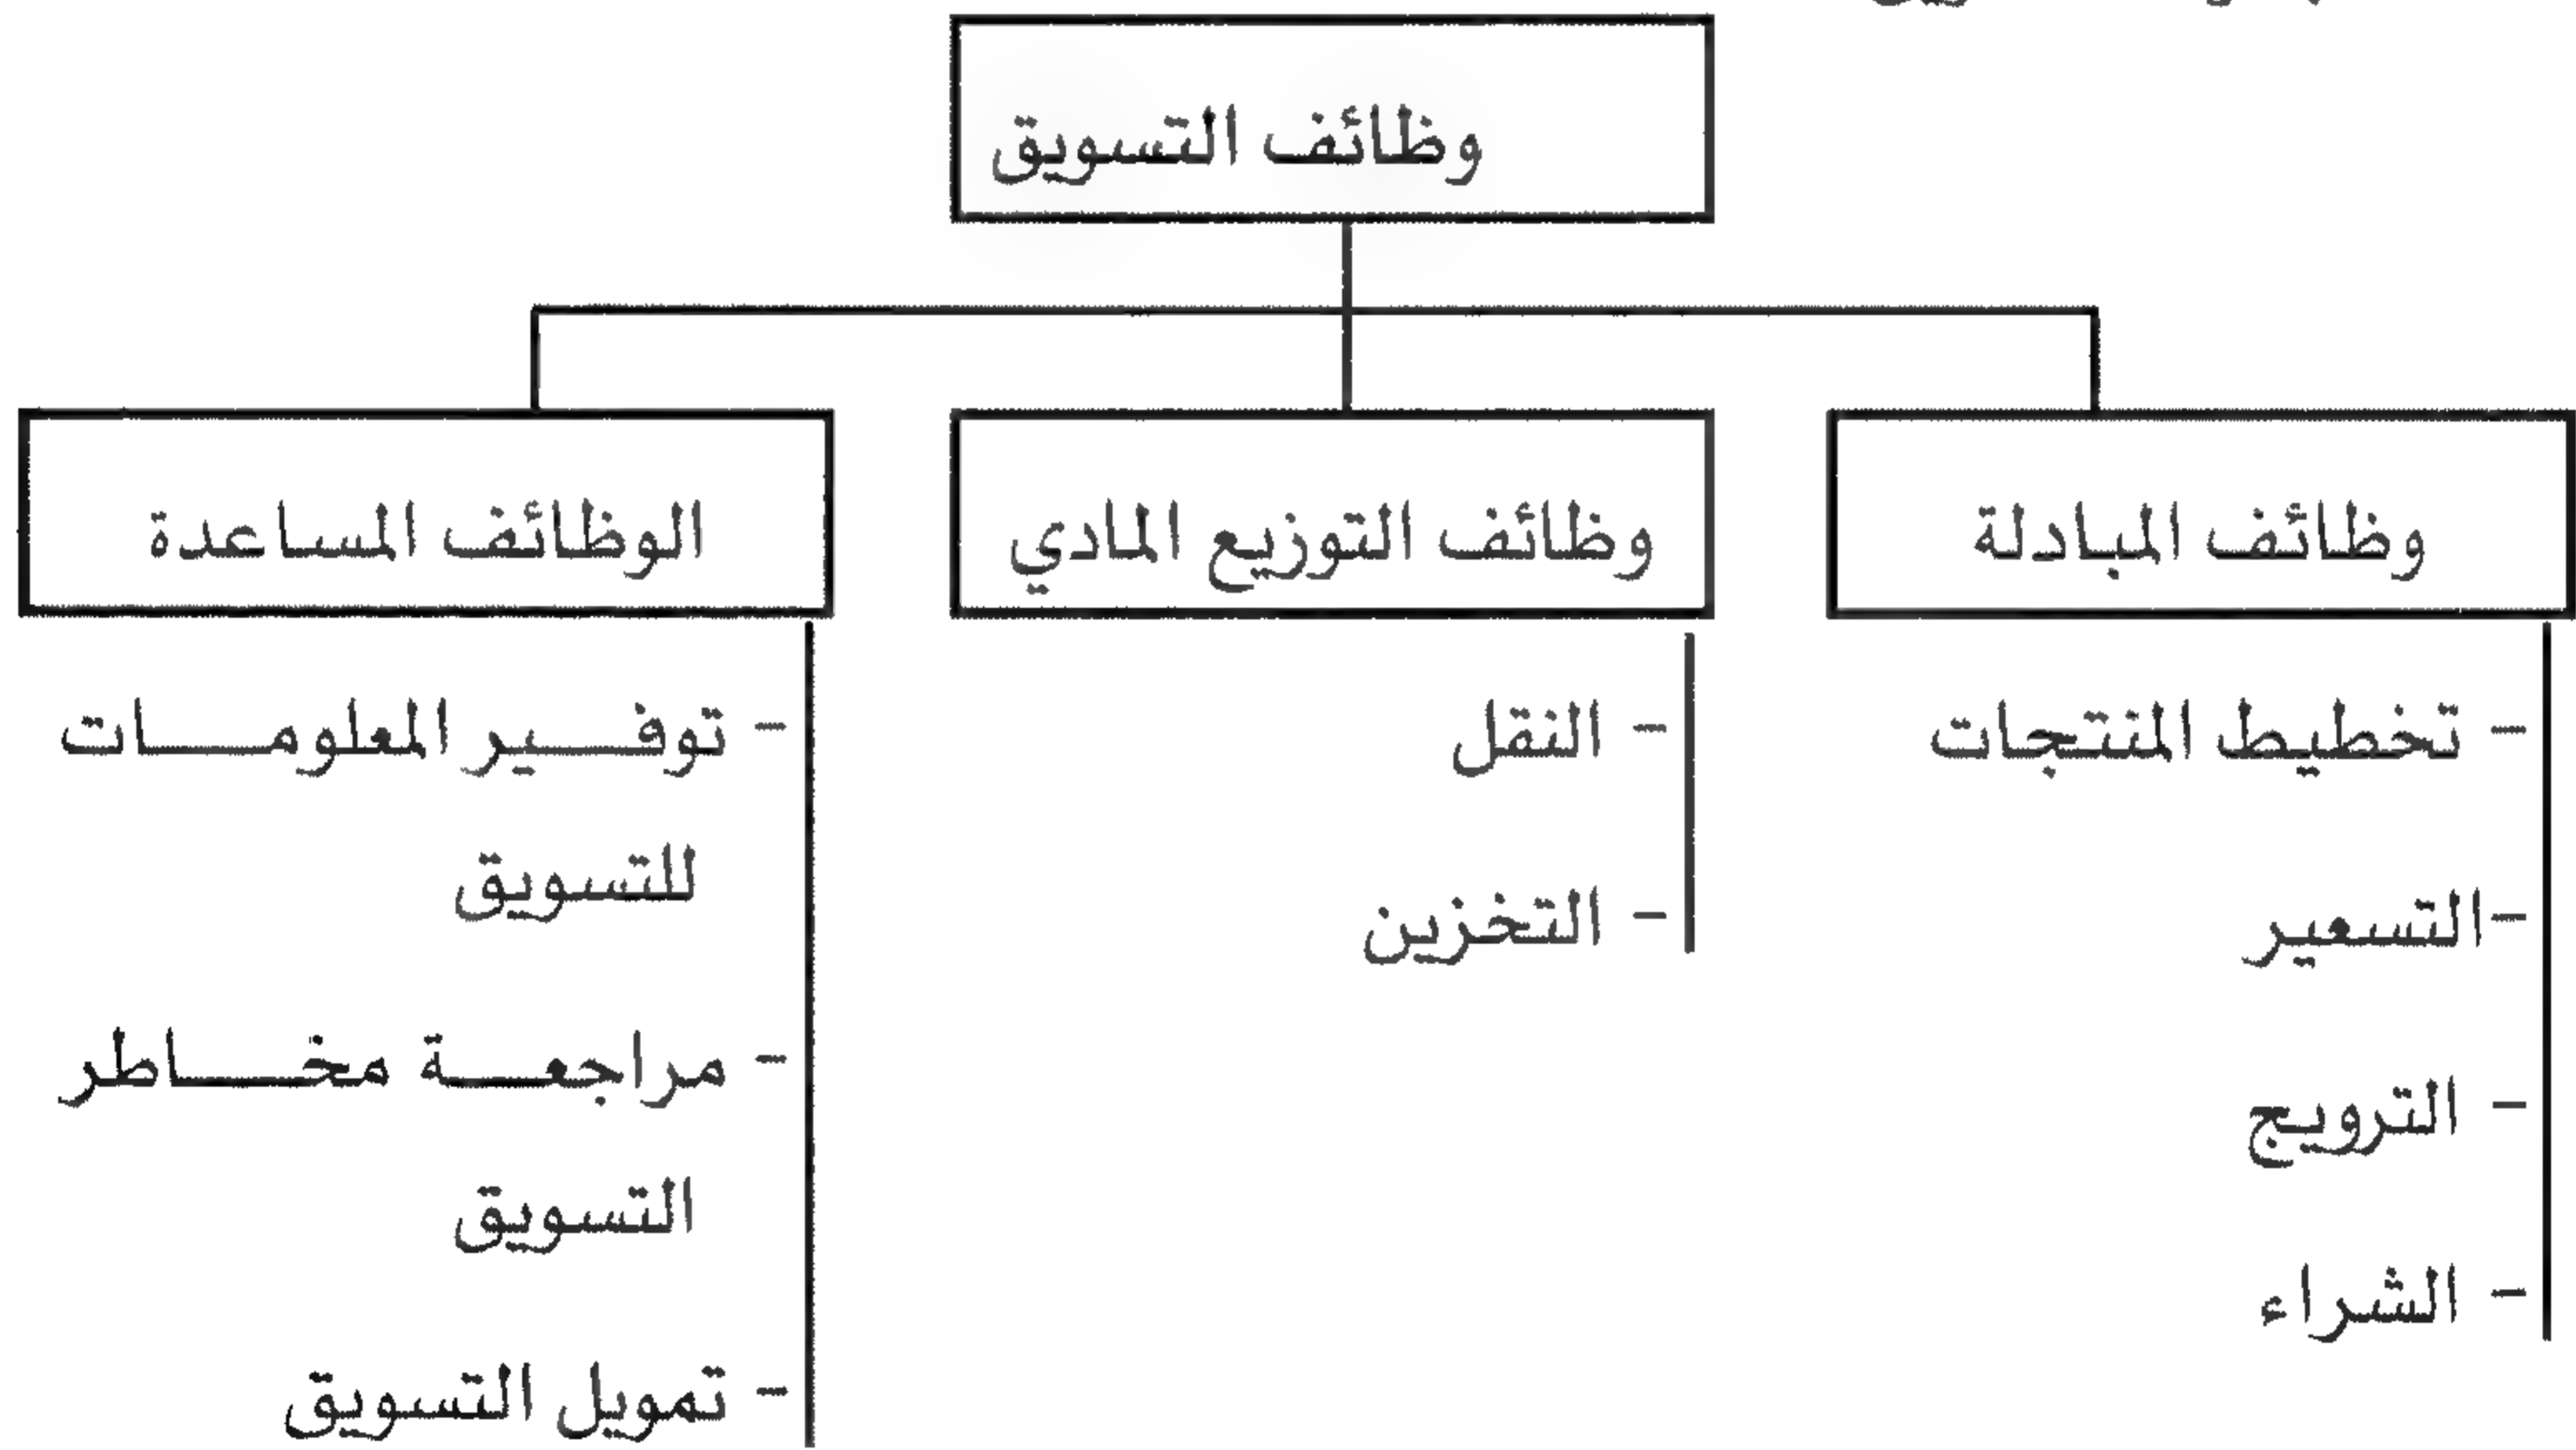 وظائف التسويق
وظائف المبادلة
- تخطيط المنتجات
-التسعير
- الترويج
- الشراء
وظائف التوزيع المادي
- النقل
- التخزين
الوظائف المساعدة
- توفير المعلومات
للتسويق
- مراجعة مخاطر
التسويق
- تمويل التسويق